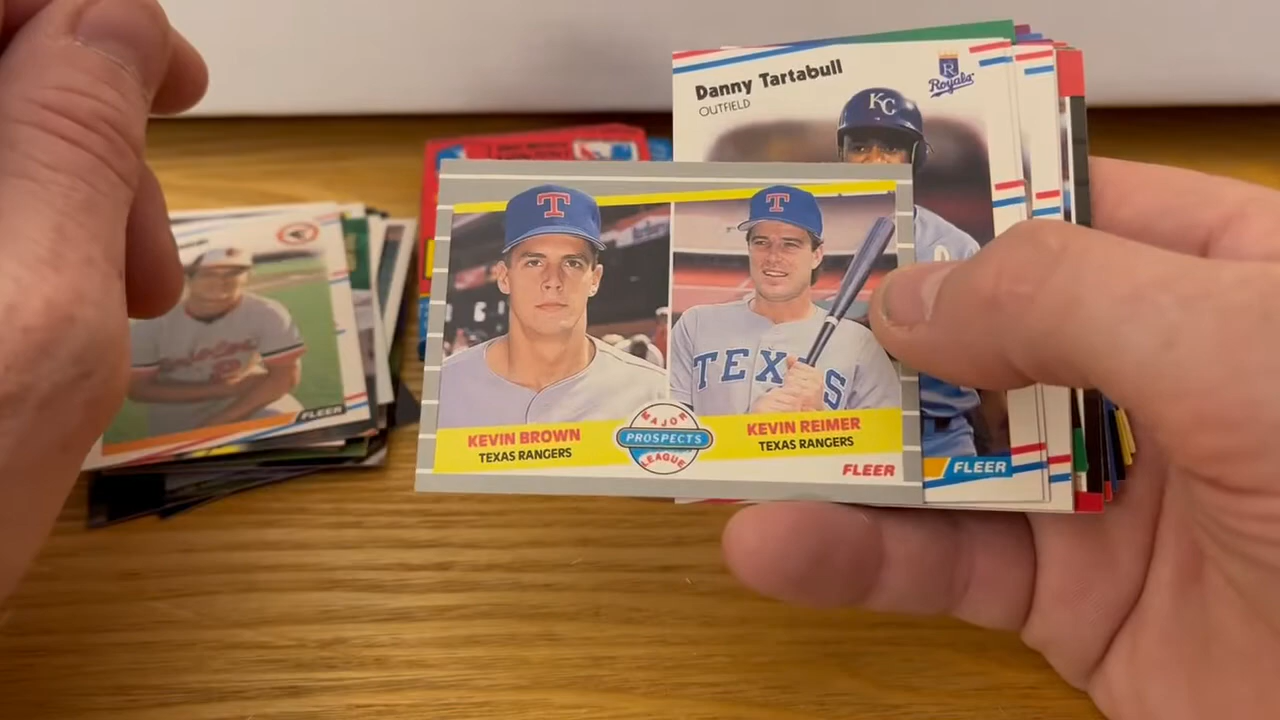 Danny Tartabull
OUTFIELD
Royals
KC
T
T
TEXAS
KEVIN BROWN
TEXAS RANGERS
MAJOR
PROSPECTS
LEAGUE
KEVIN REIMER
TEXAS RANGERS
FLEER
FLEER
FLEER